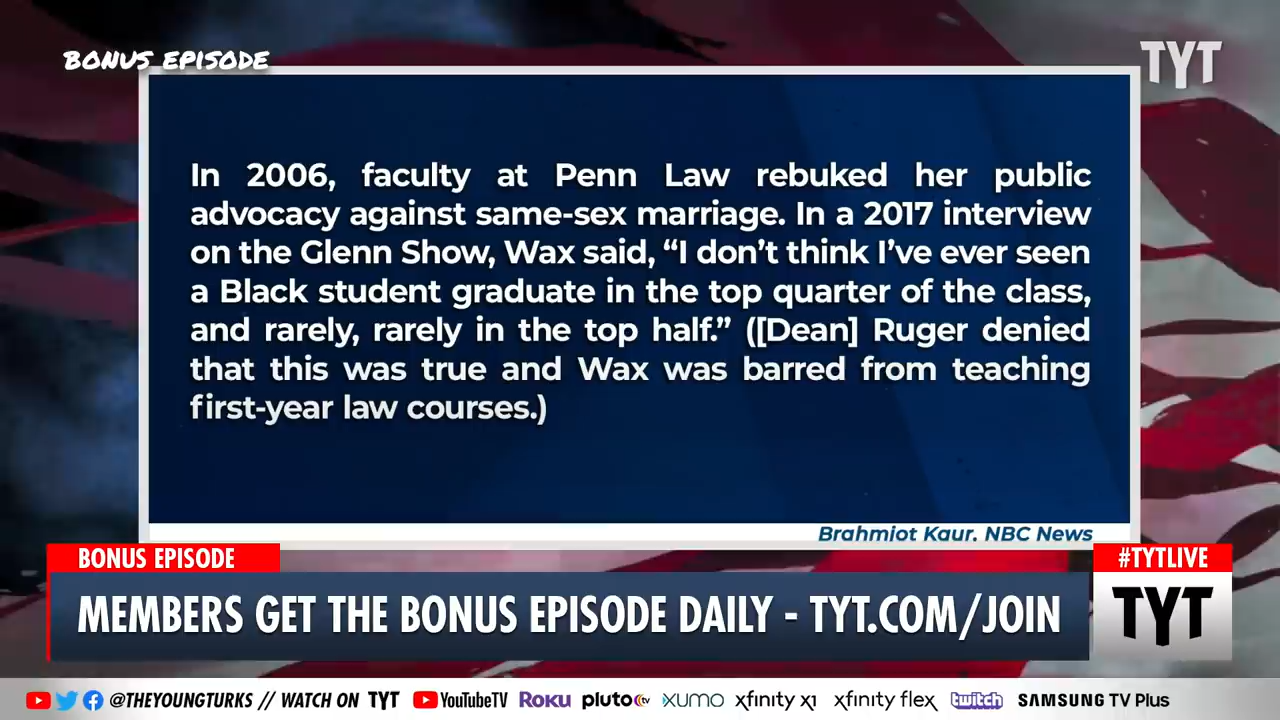 BONUS EPISODE
TYT
In 2006, faculty at Penn Law rebuked her public
advocacy against same-sex marriage. In a 2017 interview
on the Glenn Show, Wax said, “I don’t think I’ve ever seen
a Black student graduate in the top quarter of the class,
and rarely, rarely in the top half.” ([Dean] Ruger denied
that this was true and Wax was barred from teaching
first-year law courses.)
Brahmiot Kaur, NBC News
BONUS EPISODE
#TYTLIVE
MEMBERS GET THE BONUS EPISODE DAILY - TYT.COM/JOIN
TYT
@THEYOUNGTURKS // WATCH ON TYT YouTubeTV ROKU pluto tv XUMO xfinity x1 xfinity flex twitch SAMSUNG TV Plus